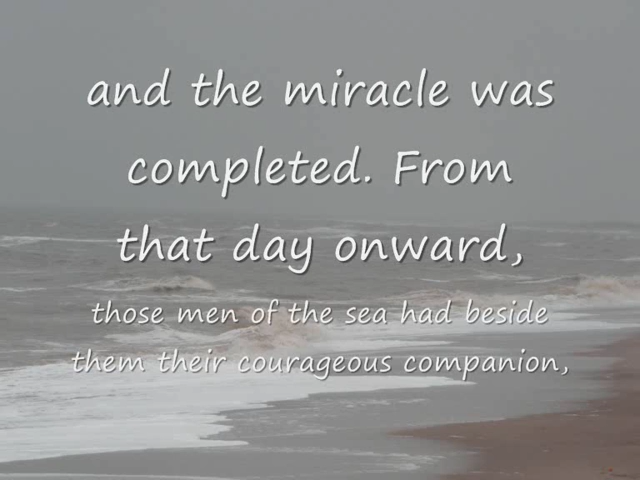 and the miracle was
completed. From
that day onward,
those men of the sea had beside
them their courageous companion,